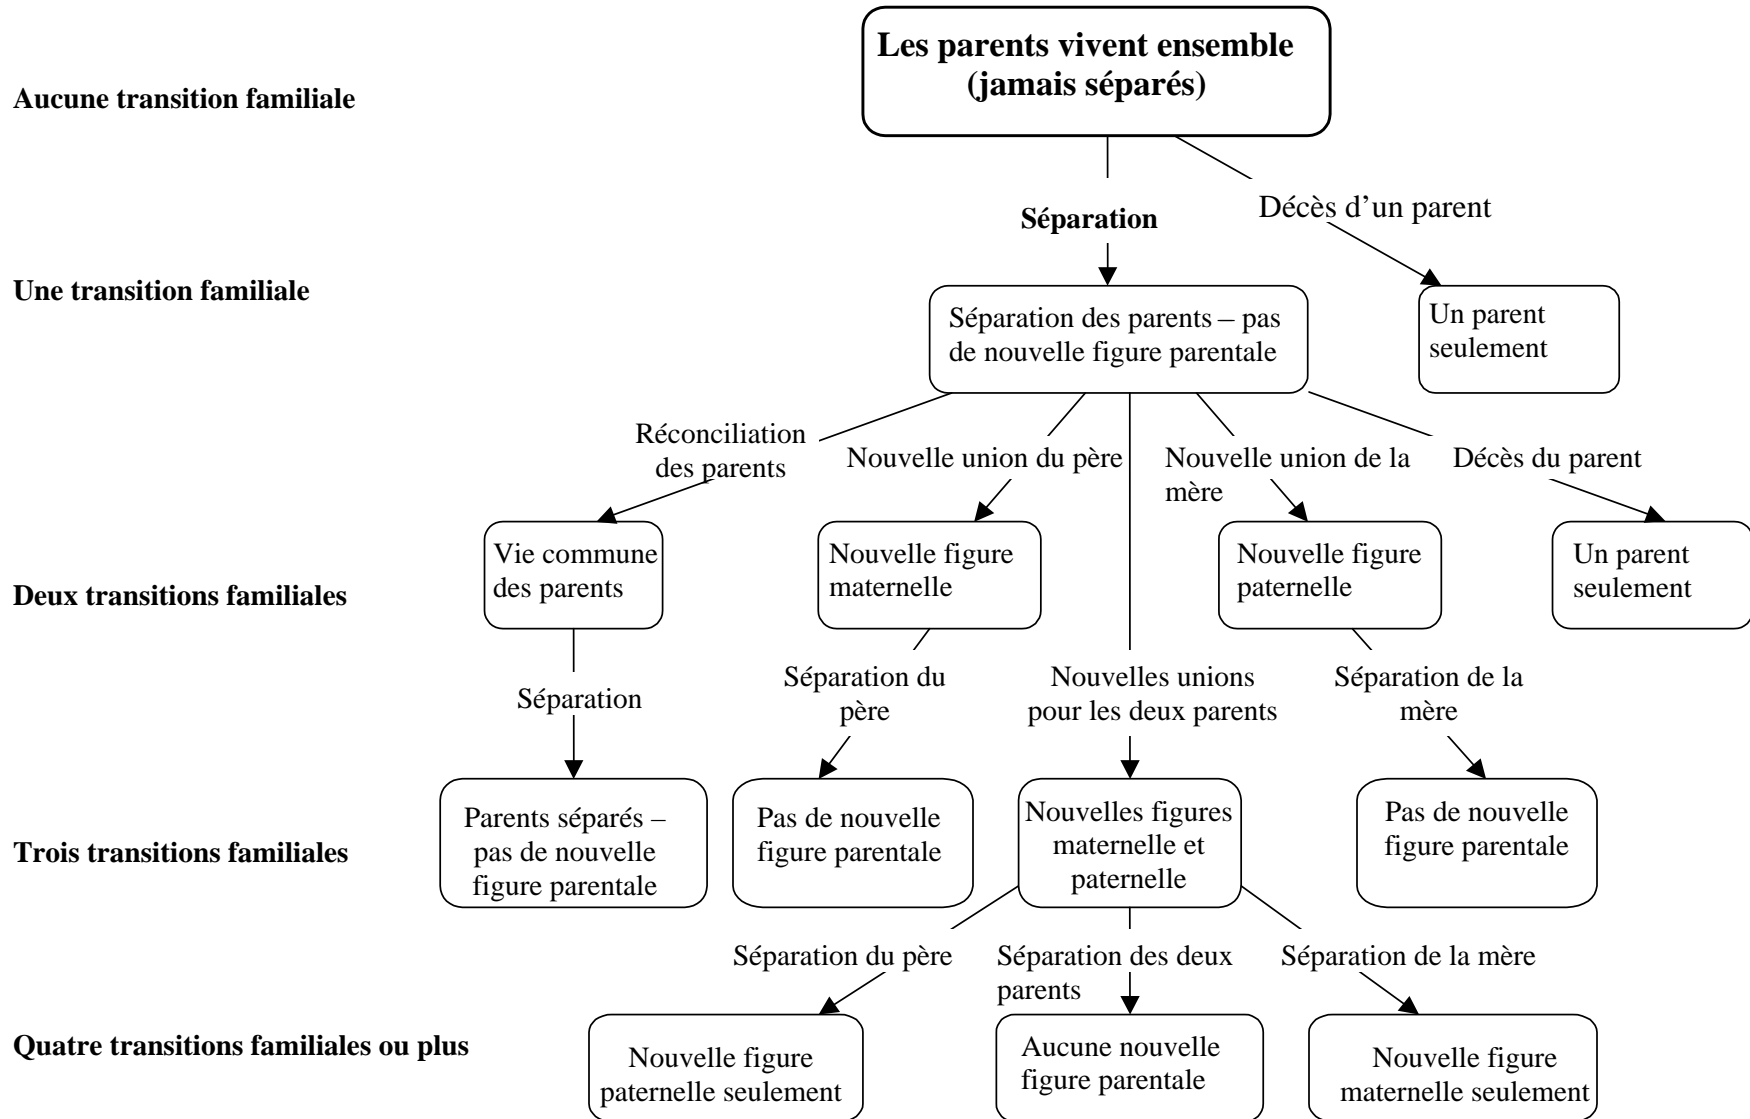 Les parents vivent ensemble
(jamais séparés)
Aucune transition familiale
Séparation
Décès d’un parent
Une transition familiale
Séparation des parents – pas
de nouvelle figure parentale
Un parent
seulement
Réconciliation
des parents
Nouvelle union du père
Nouvelle union de la
mère
Décès du parent
Vie commune
des parents
Nouvelle figure
maternelle
Nouvelle figure
paternelle
Un parent
seulement
Deux transitions familiales
Séparation
Séparation du
père
Nouvelles unions
pour les deux parents
Séparation de la
mère
Trois transitions familiales
Parents séparés –
pas de nouvelle
figure parentale
Pas de nouvelle
figure parentale
Nouvelles figures
maternelle et
paternelle
Pas de nouvelle
figure parentale
Séparation du père
Séparation des deux
parents
Séparation de la mère
Quatre transitions familiales ou plus
Nouvelle figure
paternelle seulement
Aucune nouvelle
figure parentale
Nouvelle figure
maternelle seulement